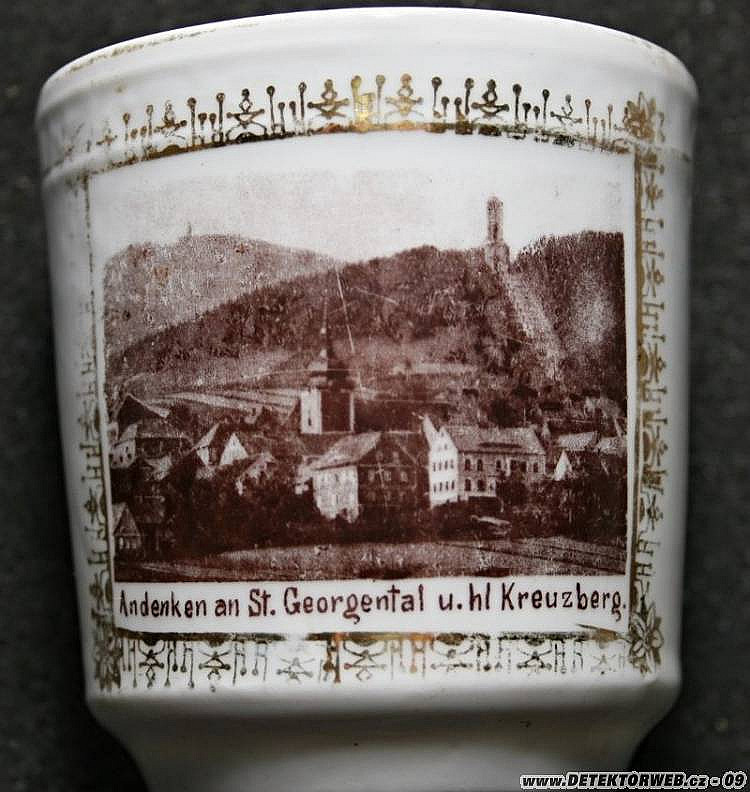 Andenken an St. Georgental u. hl Kreuzberg.
www.DETEKTORWEB.cz - 09